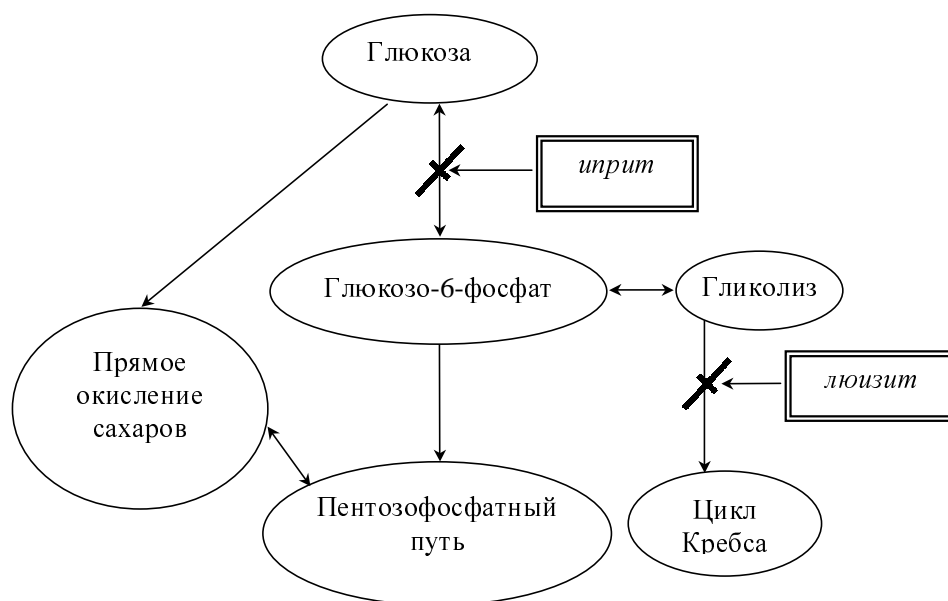 Глюкоза
иприт
Глюкозо-6-фосфат
Гликолиз
Прямое
окисление
сахаров
люизит
Пентозофосфатный
путь
Цикл
Кребса